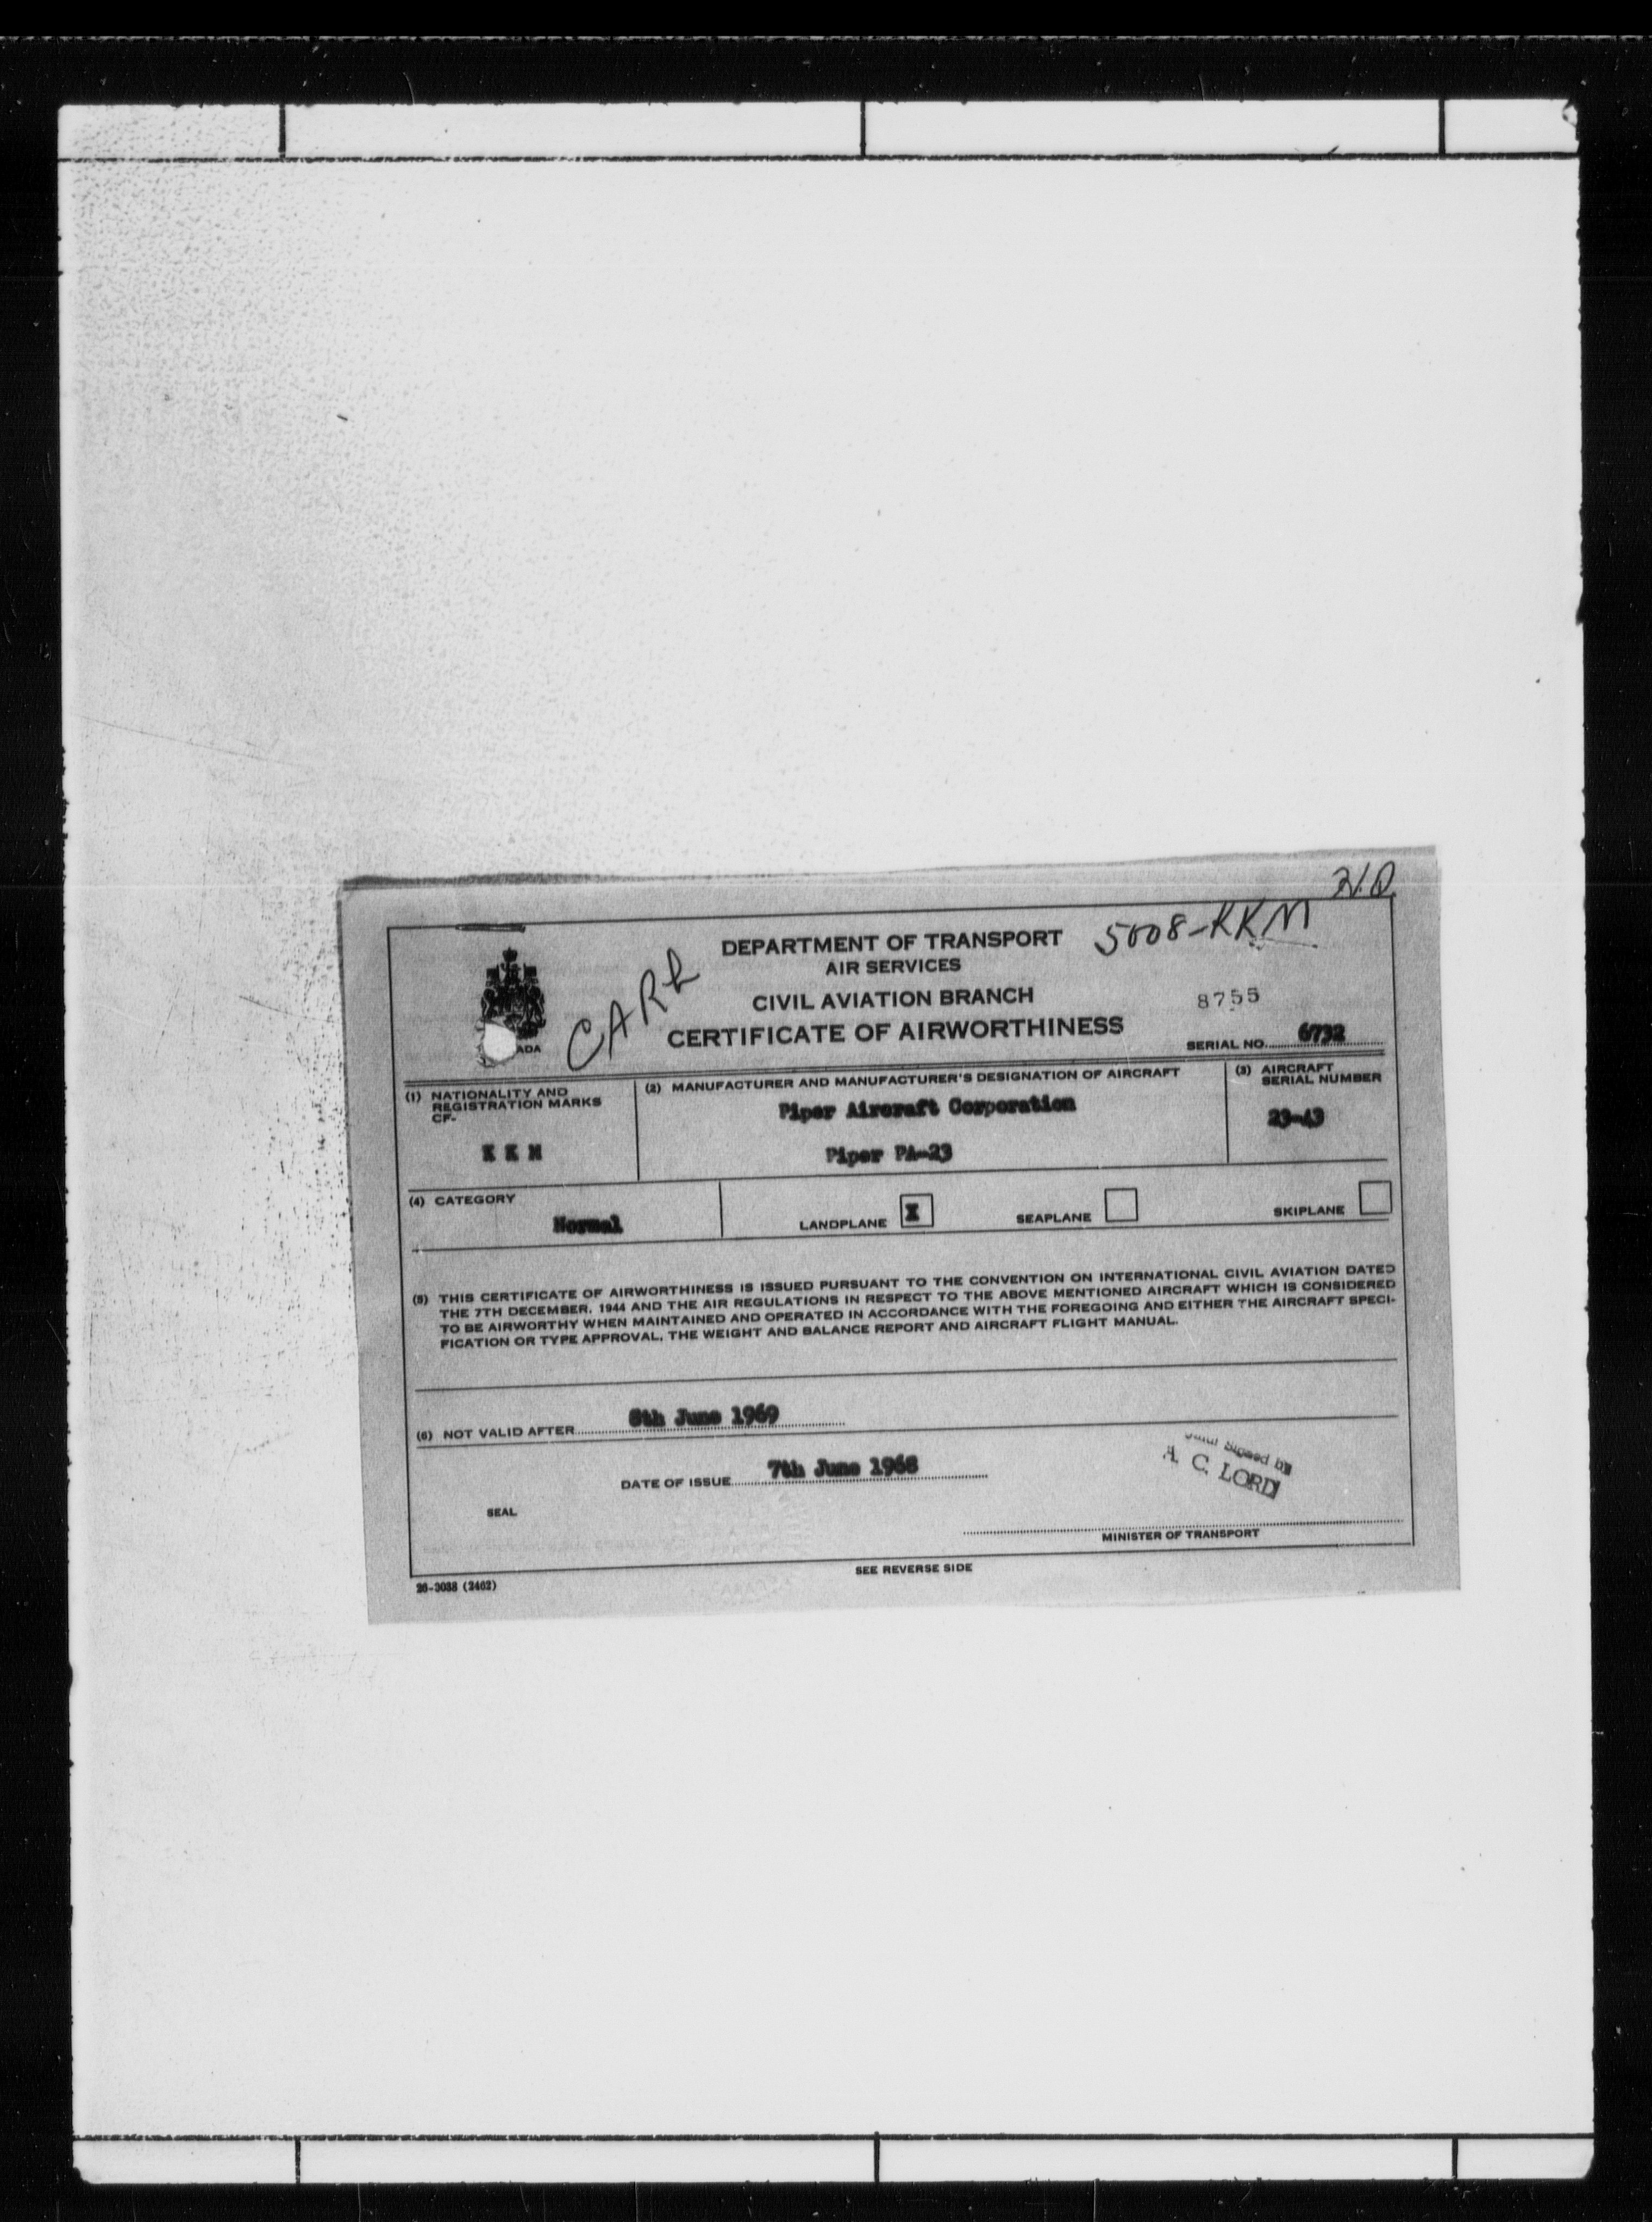 5008-KKM
DEPARTMENT OF TRANSPORT
AIR SERVICES
CIVIL AVIATION BRANCH
CERTIFICATE OF AIRWORTHINESS
8755
SERIAL NO. 6732
ADA
(1) NATIONALITY AND
REGISTRATION MARKS
CF-
K K M
(2) MANUFACTURER AND MANUFACTURER'S DESIGNATION OF AIRCRAFT
Piper Aircraft Corporation
Piper PA-23
(3) AIRCRAFT
SERIAL NUMBER
23-43
(4) CATEGORY
Normal
LANDPLANE X
SEAPLANE
SKIPLANE
(5) THIS CERTIFICATE OF AIRWORTHINESS IS ISSUED PURSUANT TO THE CONVENTION ON INTERNATIONAL CIVIL AVIATION DATED
THE 7TH DECEMBER, 1944 AND THE AIR REGULATIONS IN RESPECT TO THE ABOVE MENTIONED AIRCRAFT WHICH IS CONSIDERED
TO BE AIRWORTHY WHEN MAINTAINED AND OPERATED IN ACCORDANCE WITH THE FOREGOING AND EITHER THE AIRCRAFT SPECI-
FICATION OR TYPE APPROVAL, THE WEIGHT AND BALANCE REPORT AND AIRCRAFT FLIGHT MANUAL.
(6) NOT VALID AFTER 8th June 1969
DATE OF ISSUE 7th June 1968
Signed by
A. C. LORD
SEAL
MINISTER OF TRANSPORT
SEE REVERSE SIDE
26-3038 (2462)